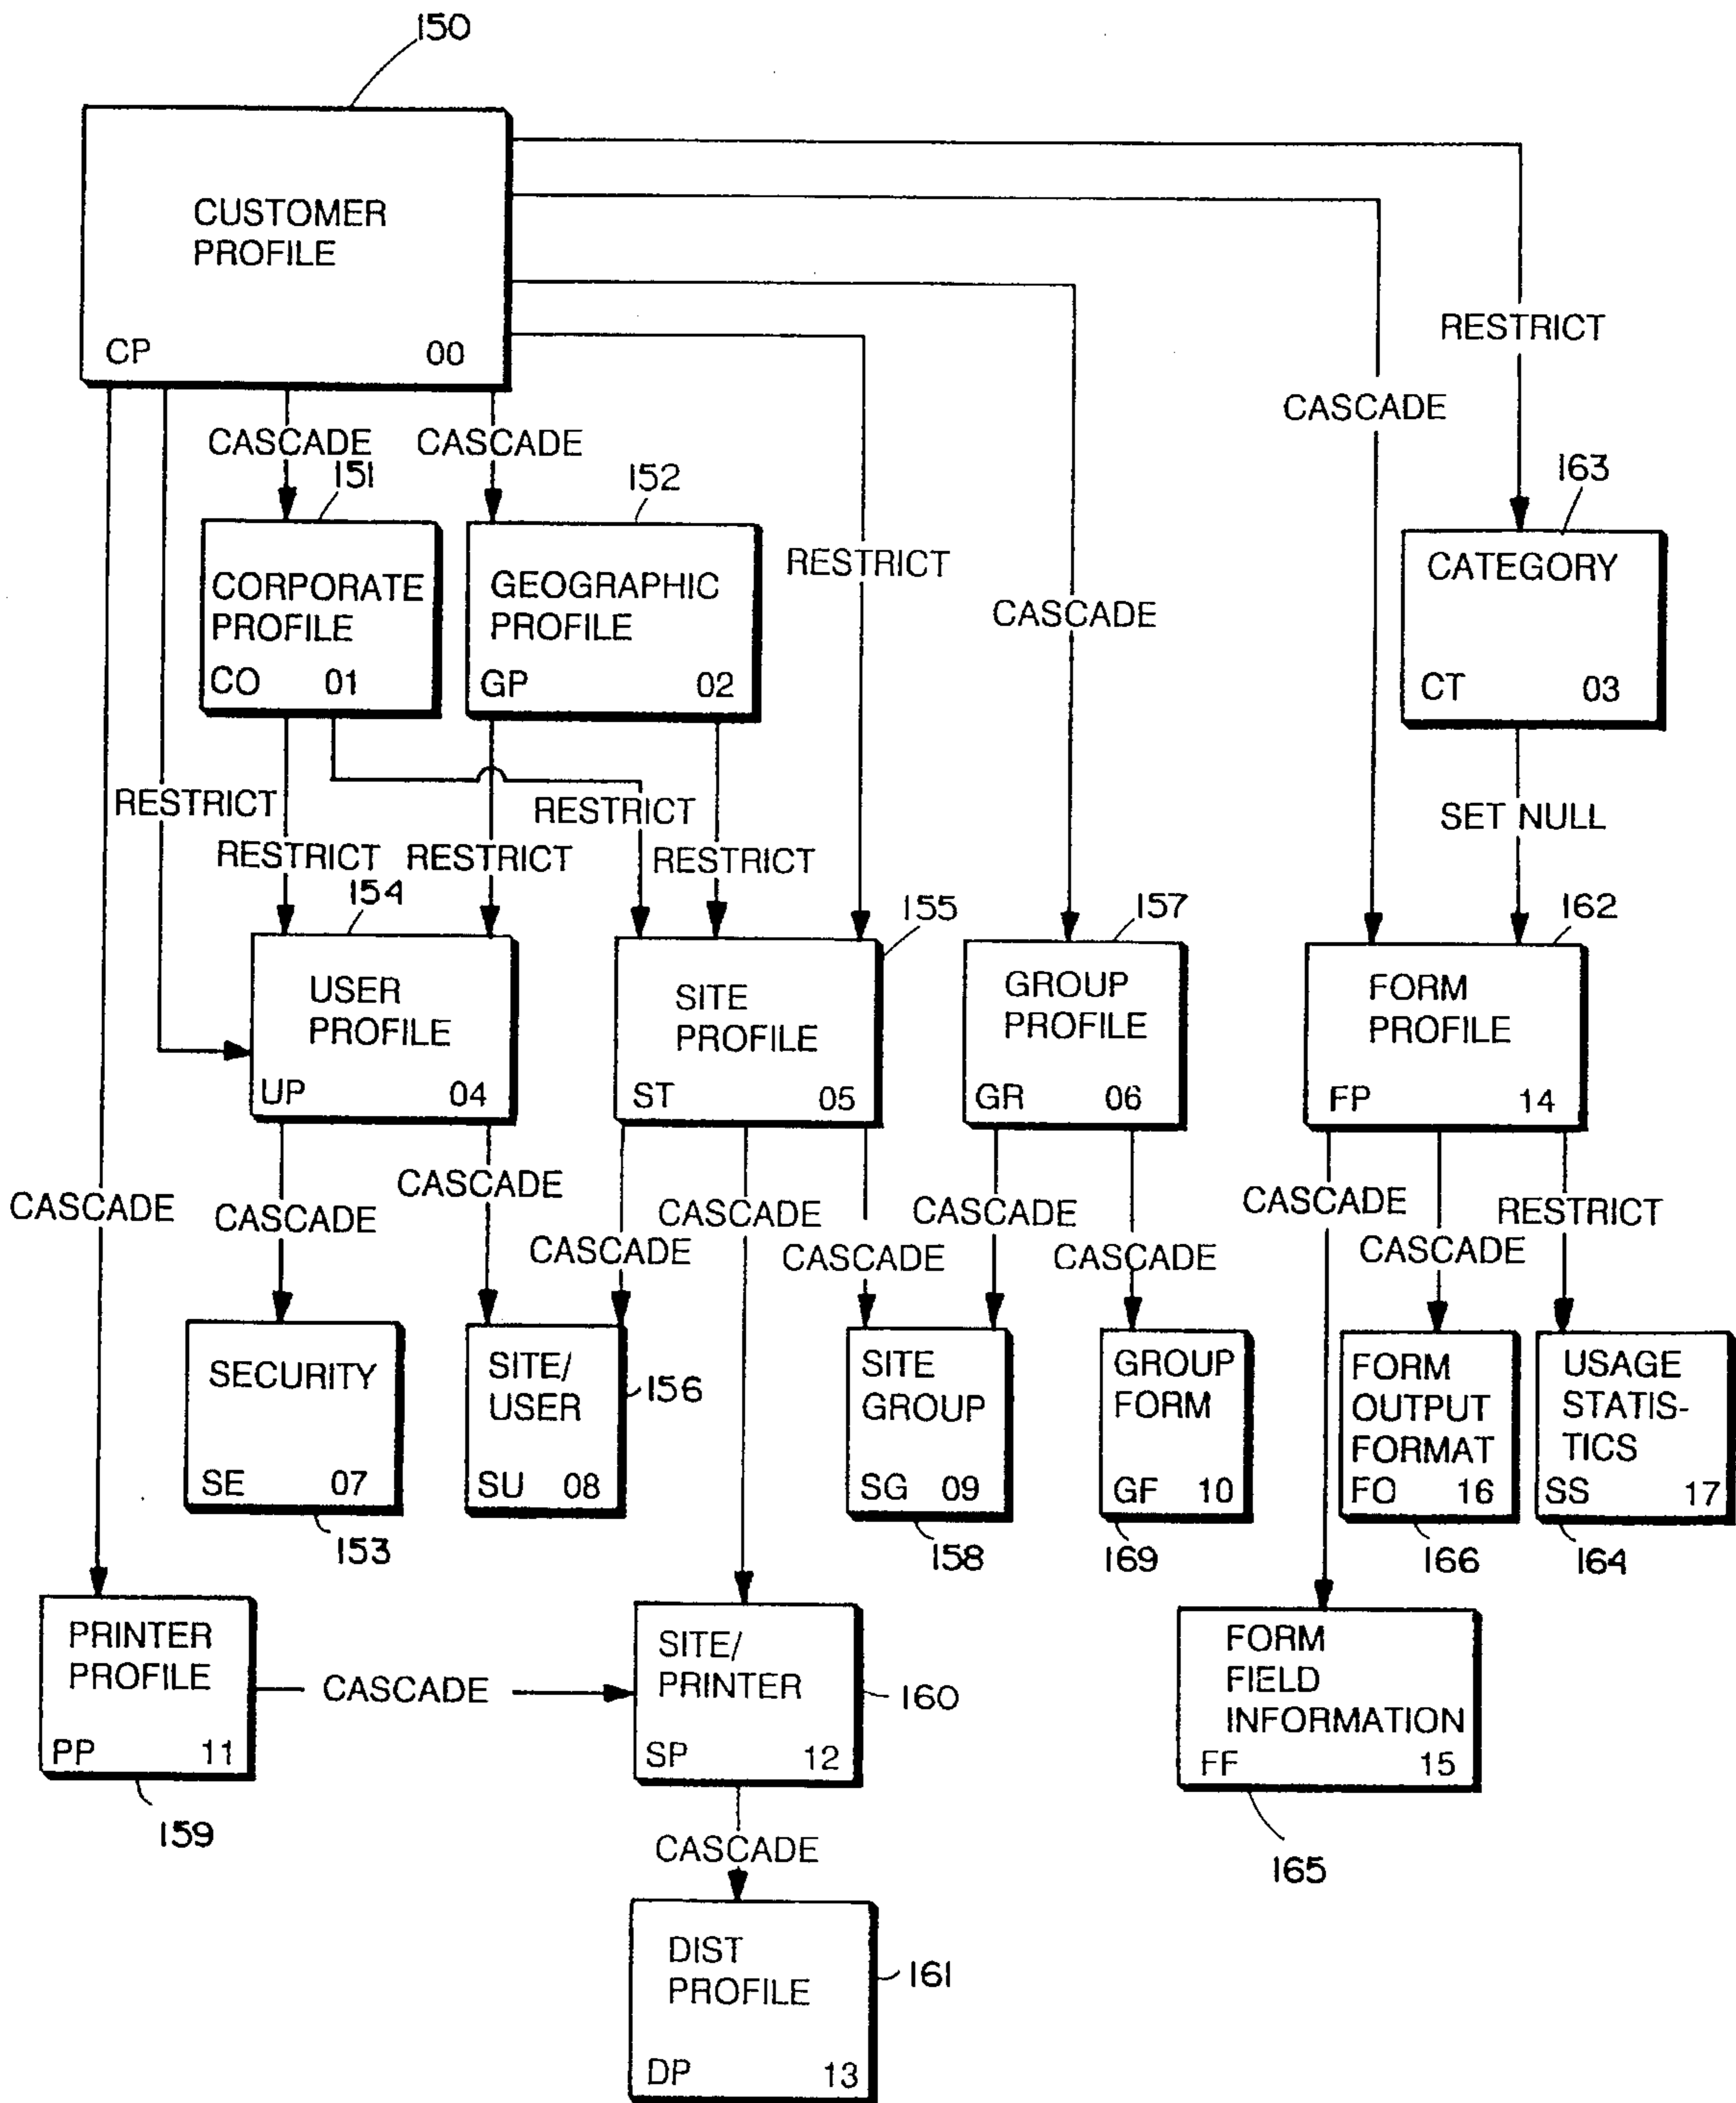 150
CUSTOMER
PROFILE
CP 00
RESTRICT
CASCADE
CASCADE CASCADE
151 152 163
RESTRICT
CORPORATE
PROFILE
CO 01
GEOGRAPHIC
PROFILE
GP 02
CASCADE
CATEGORY
CT 03
RESTRICT
RESTRICT
RESTRICT RESTRICT
RESTRICT
SET NULL
154 155 157 162
USER
PROFILE
UP 04
SITE
PROFILE
ST 05
GROUP
PROFILE
GR 06
FORM
PROFILE
FP 14
CASCADE
CASCADE
CASCADE
CASCADE
CASCADE
CASCADE
CASCADE
CASCADE
CASCADE
CASCADE
RESTRICT
SECURITY
SE 07
153
SITE/
USER
SU 08
156
SITE
GROUP
SG 09
158
GROUP
FORM
GF 10
169
FORM
OUTPUT
FORMAT
FO 16
166
USAGE
STATIS-
TICS
SS 17
164
PRINTER
PROFILE
PP 11
159
CASCADE
SITE/
PRINTER
SP 12
160
FORM
FIELD
INFORMATION
FF 15
165
CASCADE
DIST
PROFILE
DP 13
161